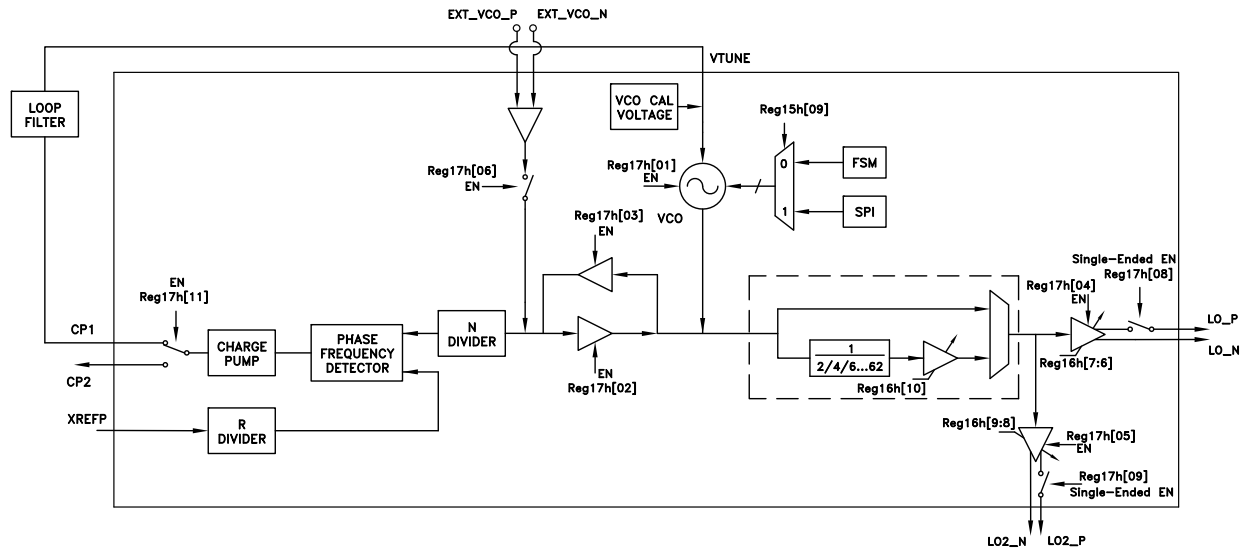 EXT_VCO_P EXT_VCO_N
VTUNE
LOOP
FILTER
VCO CAL
VOLTAGE
Reg15h[09]
0
1
FSM
SPI
Reg17h[01]
EN
VCO
Reg17h[06]
EN
Reg17h[03]
EN
EN
Reg17h[11]
CP1
CP2
CHARGE
PUMP
PHASE
FREQUENCY
DETECTOR
N
DIVIDER
EN
Reg17h[02]
XREFP
R
DIVIDER
1
2/4/6...62
Reg16h[10]
Single-Ended EN
Reg17h[08]
Reg17h[04]
EN
LO_P
LO_N
Reg16h[7:6]
Reg16h[9:8]
Reg17h[05]
EN
Reg17h[09]
Single-Ended EN
LO2_N LO2_P